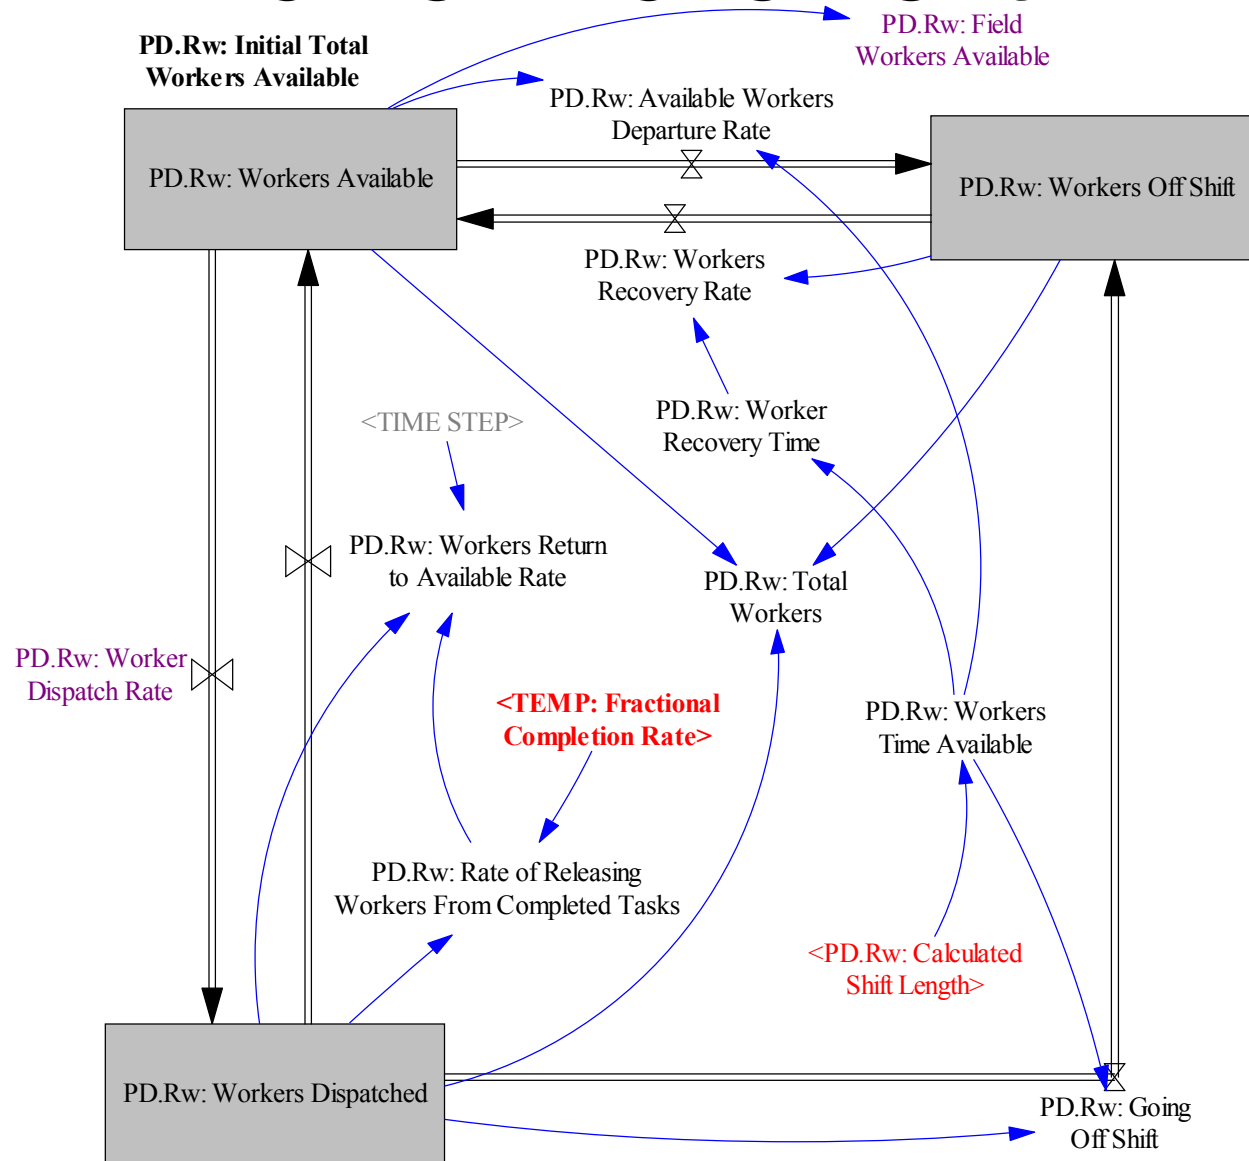 PD.Rw: Field
Workers Available
PD.Rw: Initial Total
Workers Available
PD.Rw: Available Workers
Departure Rate
PD.Rw: Workers Available
PD.Rw: Workers Off Shift
PD.Rw: Workers
Recovery Rate
PD.Rw: Worker
Recovery Time
<TIME STEP>
PD.Rw: Workers Return
to Available Rate
PD.Rw: Total
Workers
PD.Rw: Worker
Dispatch Rate
<TEMP: Fractional
Completion Rate>
PD.Rw: Workers
Time Available
PD.Rw: Rate of Releasing
Workers From Completed Tasks
<PD.Rw: Calculated
Shift Length>
PD.Rw: Workers Dispatched
PD.Rw: Going
Off Shift